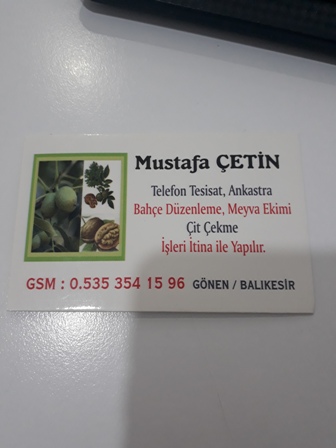 Mustafa ÇETİN
Telefon Tesisat, Ankastra
Bahçe Düzenleme, Meyva Ekimi
Çit Çekme
İşleri İtina ile Yapılır.
GSM : 0.535 354 15 96 GÖNEN / BALIKESİR